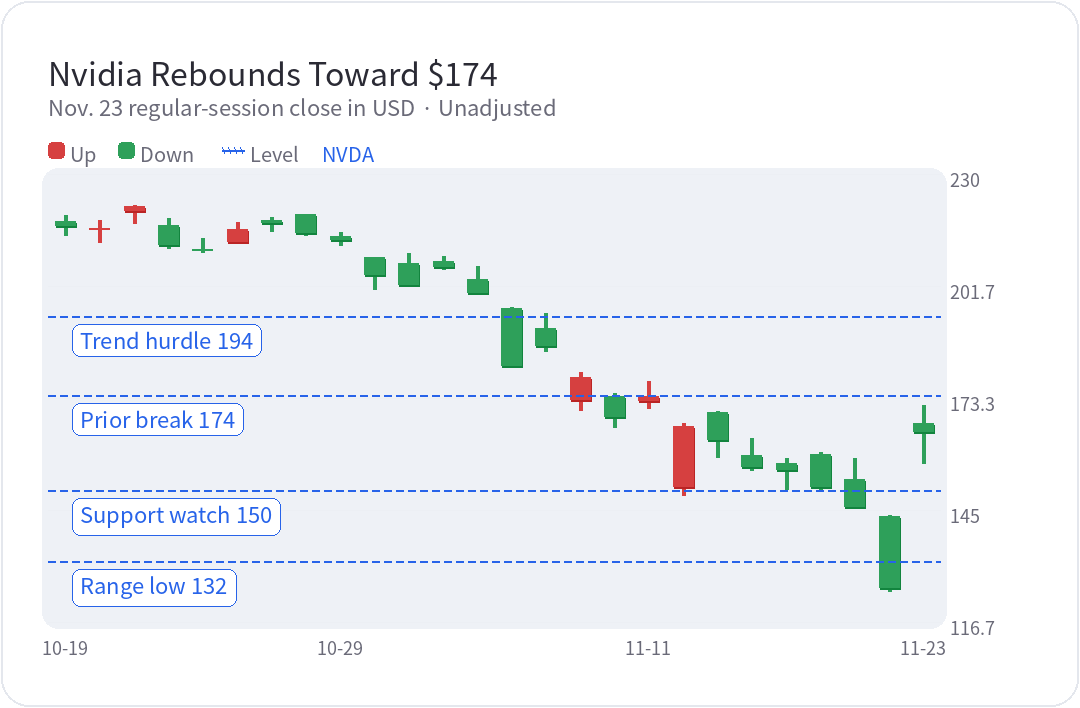 Nvidia Rebounds Toward $174
Nov. 23 regular-session close in USD · Unadjusted
Up Down Level NVDA
230
201.7
Trend hurdle 194
Prior break 174
173.3
Support watch 150
145
Range low 132
116.7
10-19 10-29 11-11 11-23